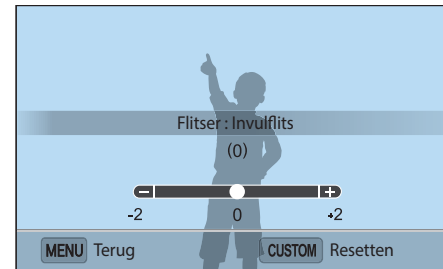 Flitser : Invulflits
(0)
-2 0 +2
MENU Terug CUSTOM Resetten